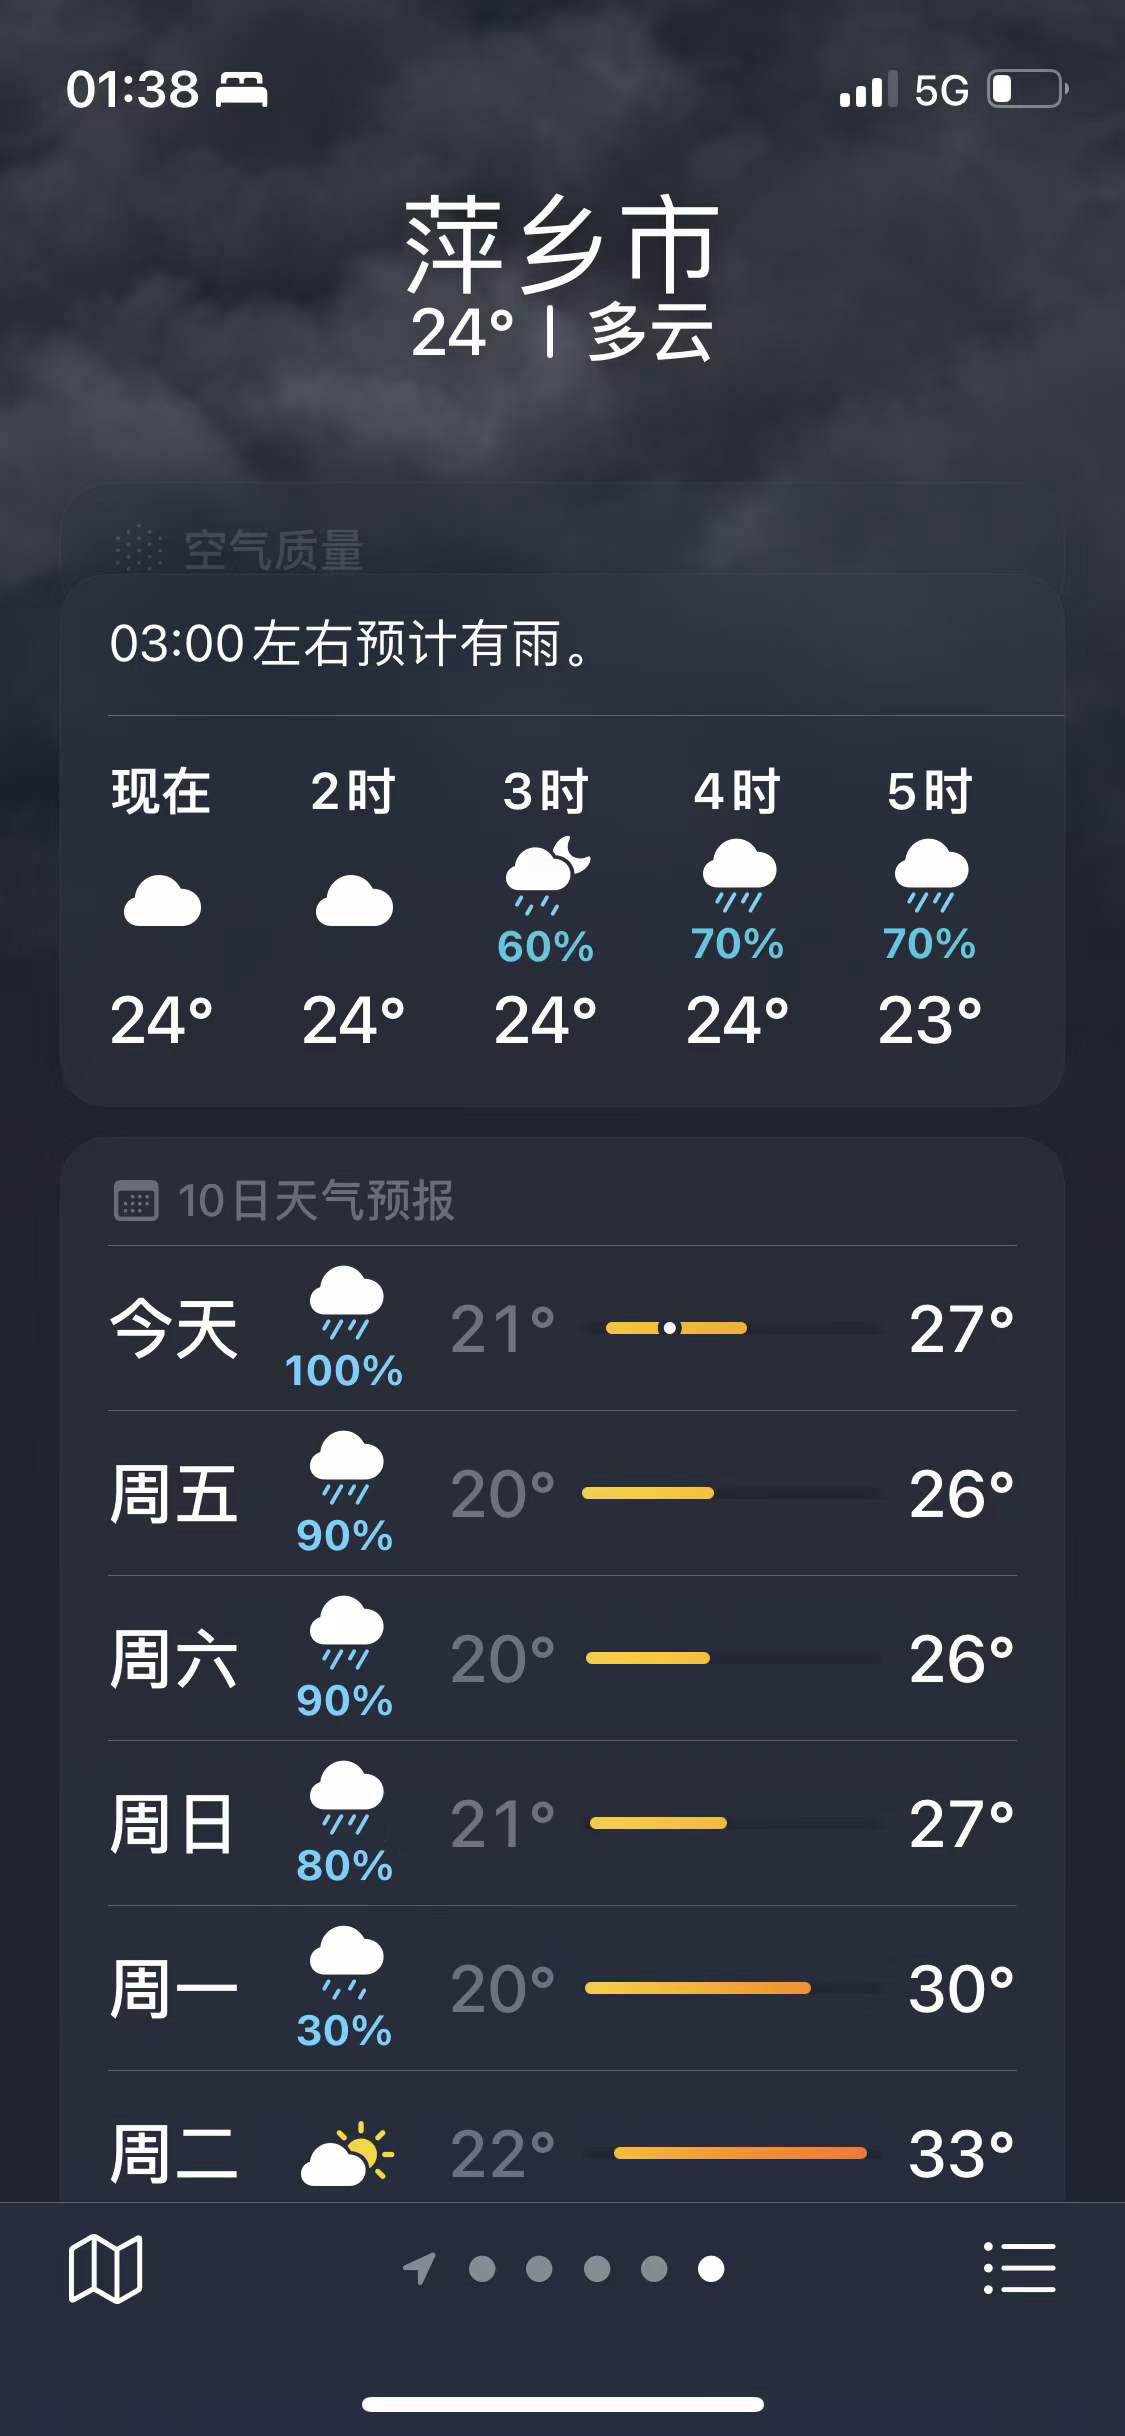 01:38 5G
萍乡市
24° | 多云
空气质量
03:00左右预计有雨。
现在 2时 3时 4时 5时
60% 70% 70%
24° 24° 24° 24° 23°
10日天气预报
今天 100% 21° 27°
周五 90% 20° 26°
周六 90% 20° 26°
周日 80% 21° 27°
周一 30% 20° 30°
周二 22° 33°